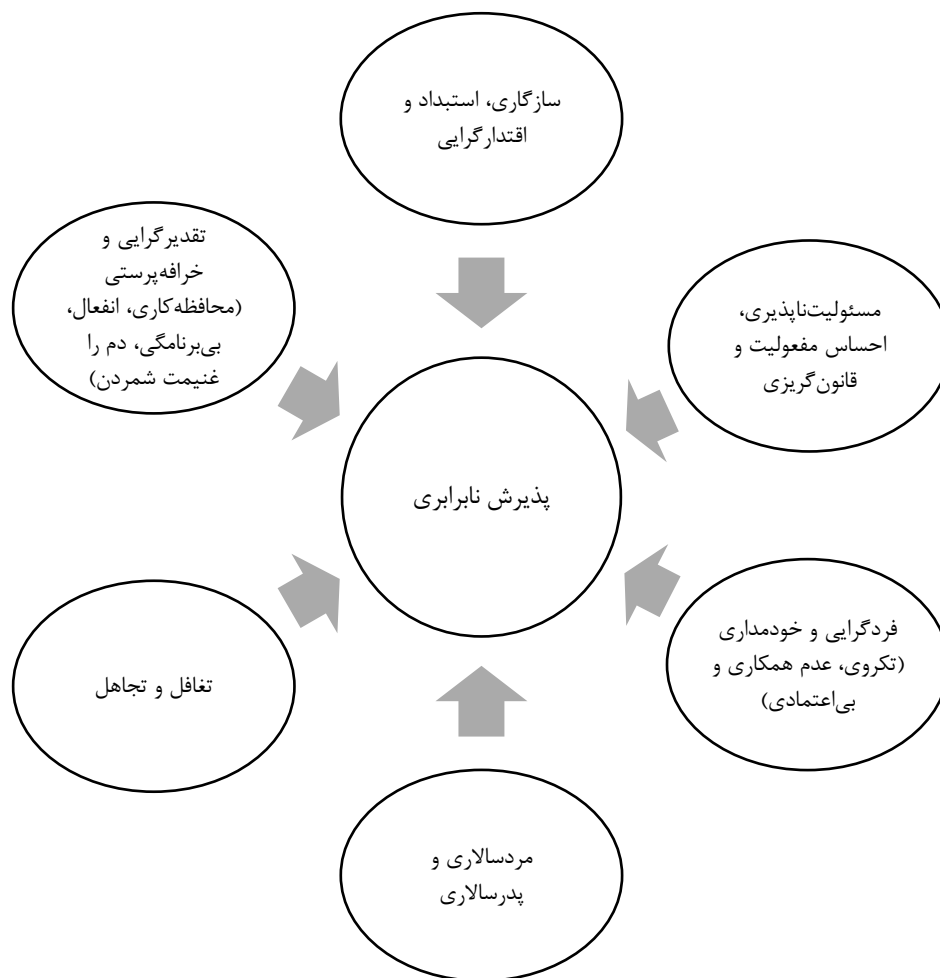 سازگاری، استبداد و
اقتدارگرایی
تقدیرگرایی و
خرافه‌پرستی
(محافظه‌کاری، انفعال،
بی‌برنامگی، دم را
غنیمت شمردن)
مسئولیت‌ناپذیری،
احساس مفعولیت و
قانون‌گریزی
پذیرش نابرابری
فردگرایی و خودمداری
(تکروی، عدم همکاری و
بی‌اعتمادی)
تغافل و تجاهل
مردسالاری و
پدرسالاری